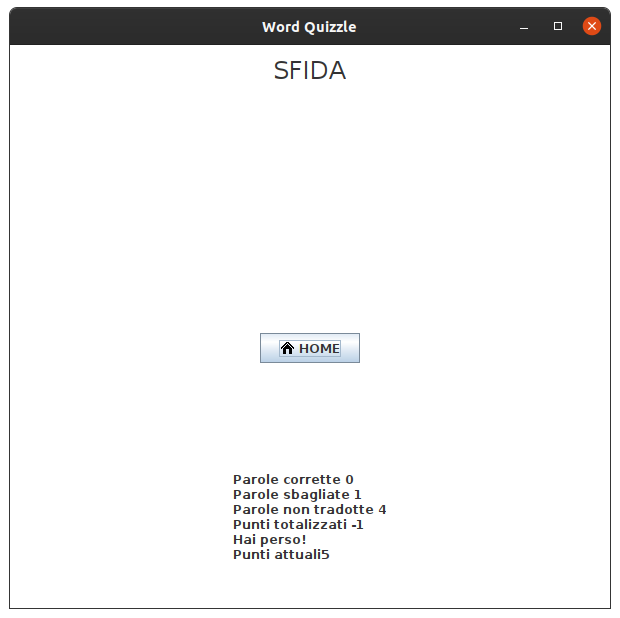 Word Quizzle
SFIDA
HOME
Parole corrette 0
Parole sbagliate 1
Parole non tradotte 4
Punti totalizzati -1
Hai perso!
Punti attuali5